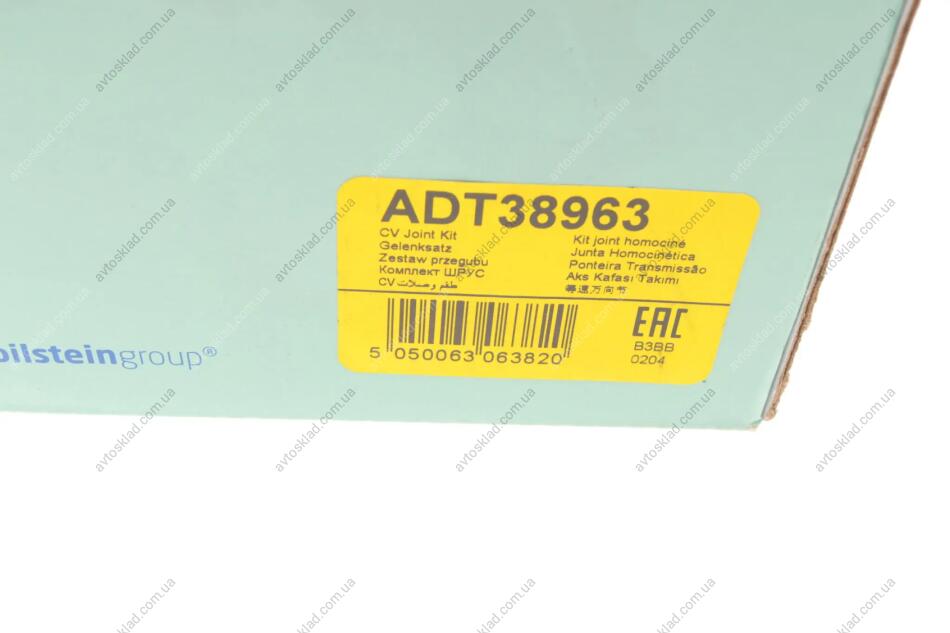 ADT38963
CV Joint Kit
Gelenksatz
Zestaw przegubu
Комплект ШРУС
CV طقم وصلات
Kit joint homociné
Junta Homocinética
Ponteira Transmissão
Aks Kafası Takımı
等速万向节
5 050063 063820
EAC
B3BB
0204
bilsteingroup®
avtosklad.com.ua